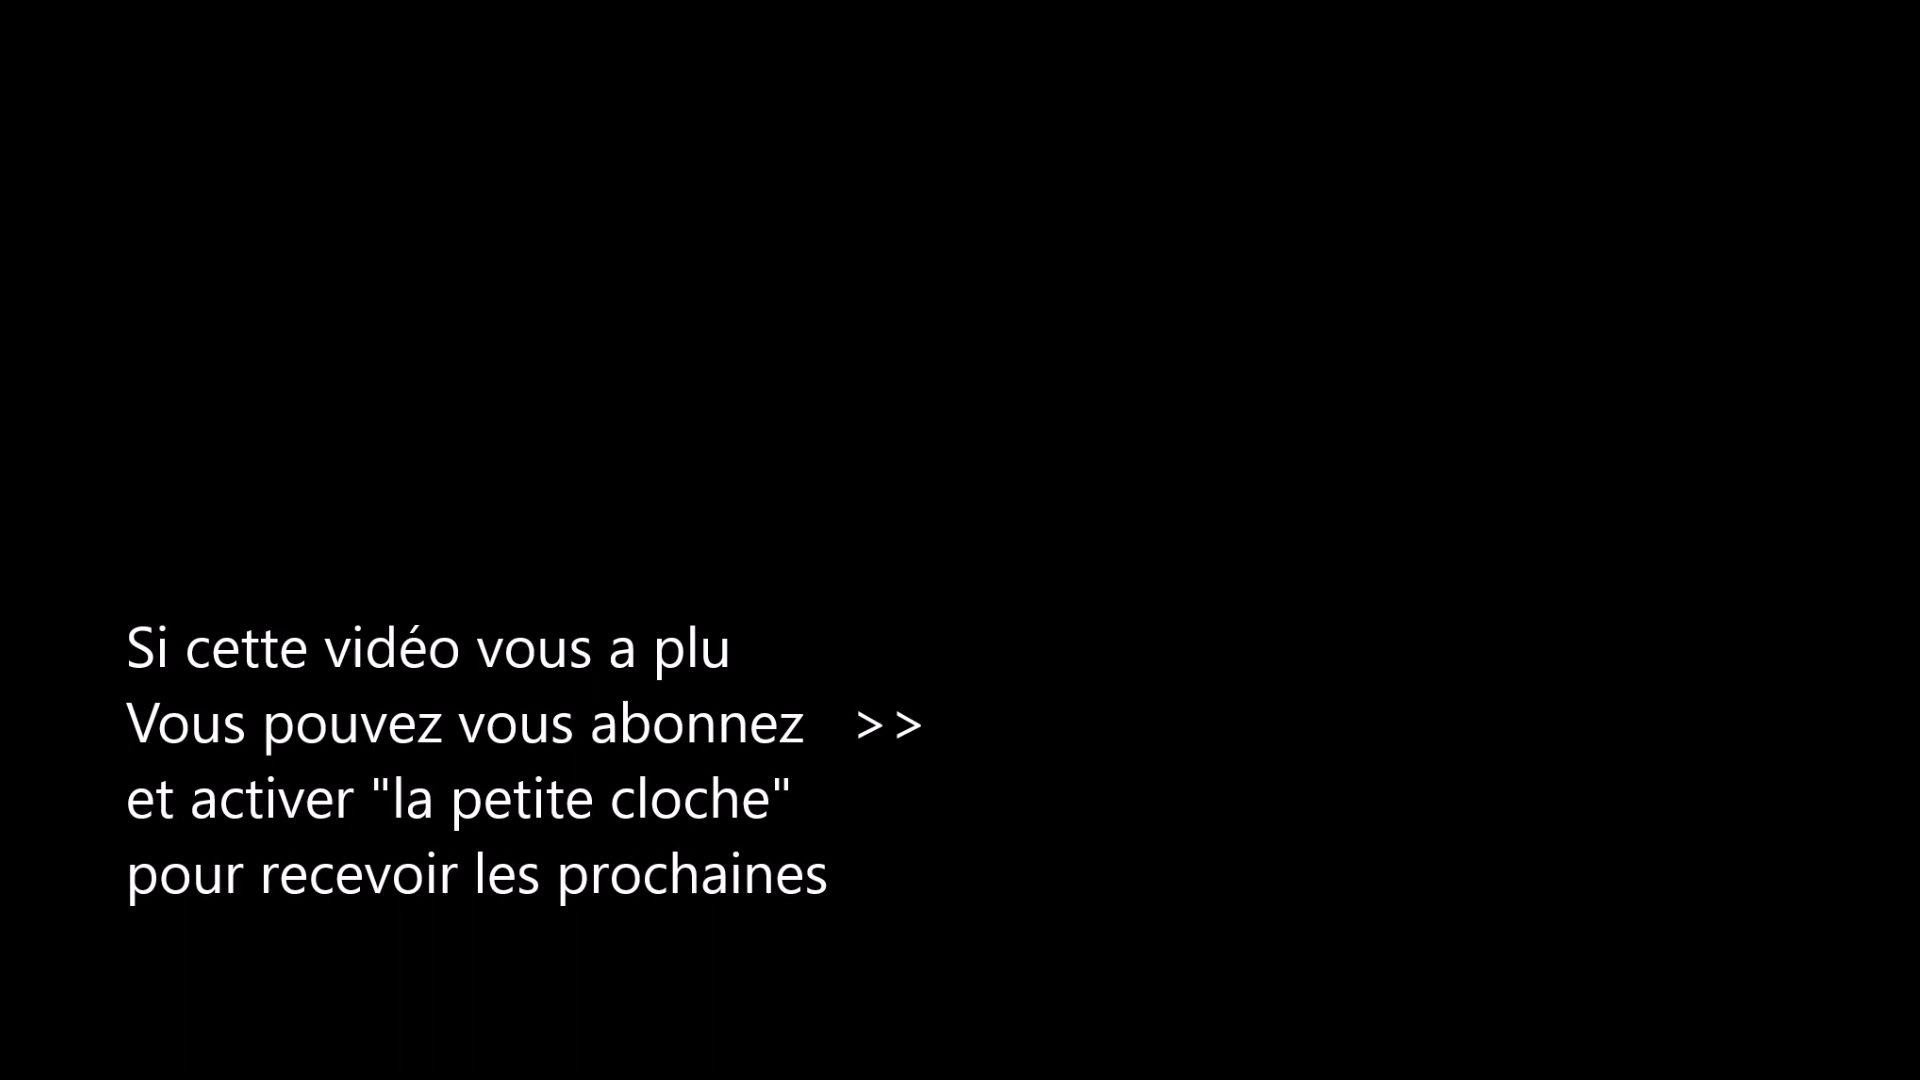 Si cette vidéo vous a plu
Vous pouvez vous abonnez >>
et activer "la petite cloche"
pour recevoir les prochaines